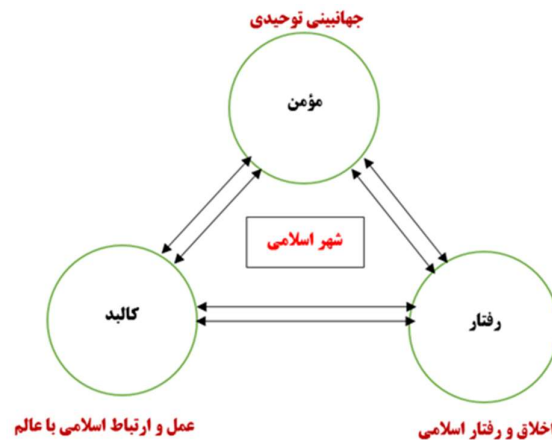 جهانبینی توحیدی
مؤمن
شهر اسلامی
رفتار
کالبد
اخلاق و رفتار اسلامی
عمل و ارتباط اسلامی با عالم